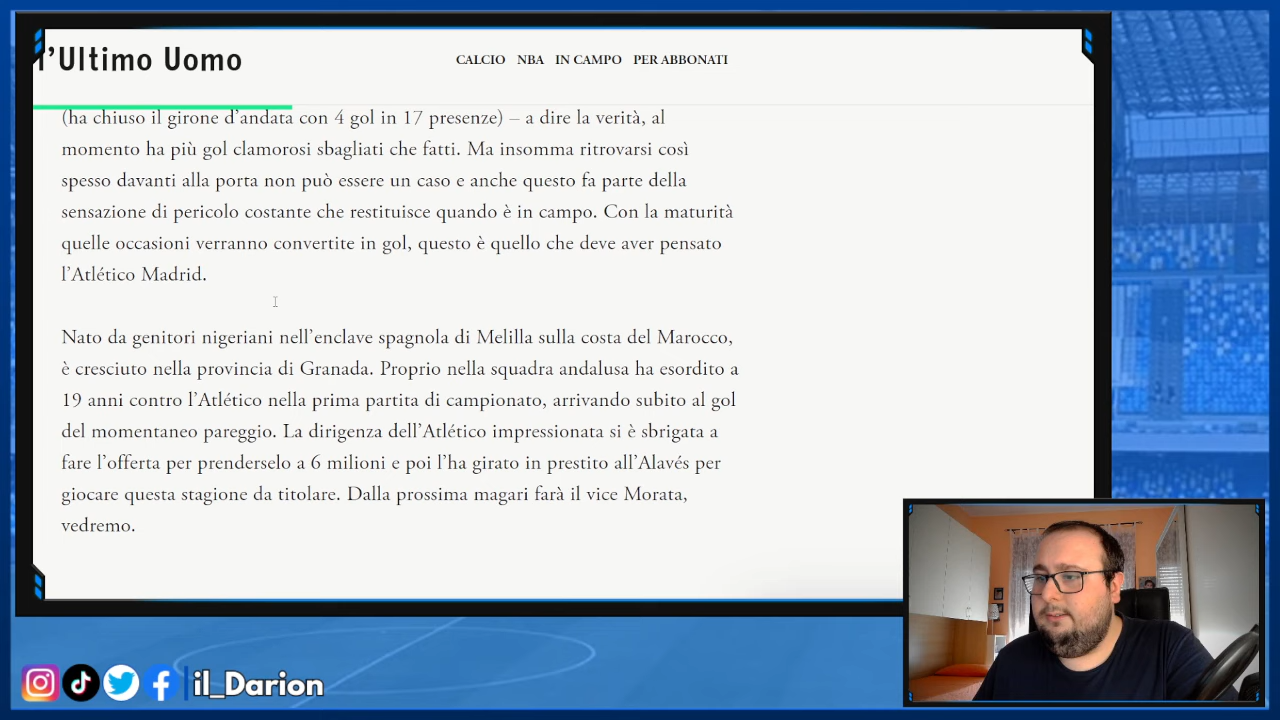 l’Ultimo Uomo
CALCIO NBA IN CAMPO PER ABBONATI
(ha chiuso il girone d’andata con 4 gol in 17 presenze) – a dire la verità, al
momento ha più gol clamorosi sbagliati che fatti. Ma insomma ritrovarsi così
spesso davanti alla porta non può essere un caso e anche questo fa parte della
sensazione di pericolo costante che restituisce quando è in campo. Con la maturità
quelle occasioni verranno convertite in gol, questo è quello che deve aver pensato
l’Atlético Madrid.
Nato da genitori nigeriani nell’enclave spagnola di Melilla sulla costa del Marocco,
è cresciuto nella provincia di Granada. Proprio nella squadra andalusa ha esordito a
19 anni contro l’Atlético nella prima partita di campionato, arrivando subito al gol
del momentaneo pareggio. La dirigenza dell’Atlético impressionata si è sbrigata a
fare l’offerta per prenderselo a 6 milioni e poi l’ha girato in prestito all’Alavés per
giocare questa stagione da titolare. Dalla prossima magari farà il vice Morata,
vedremo.
il_Darion